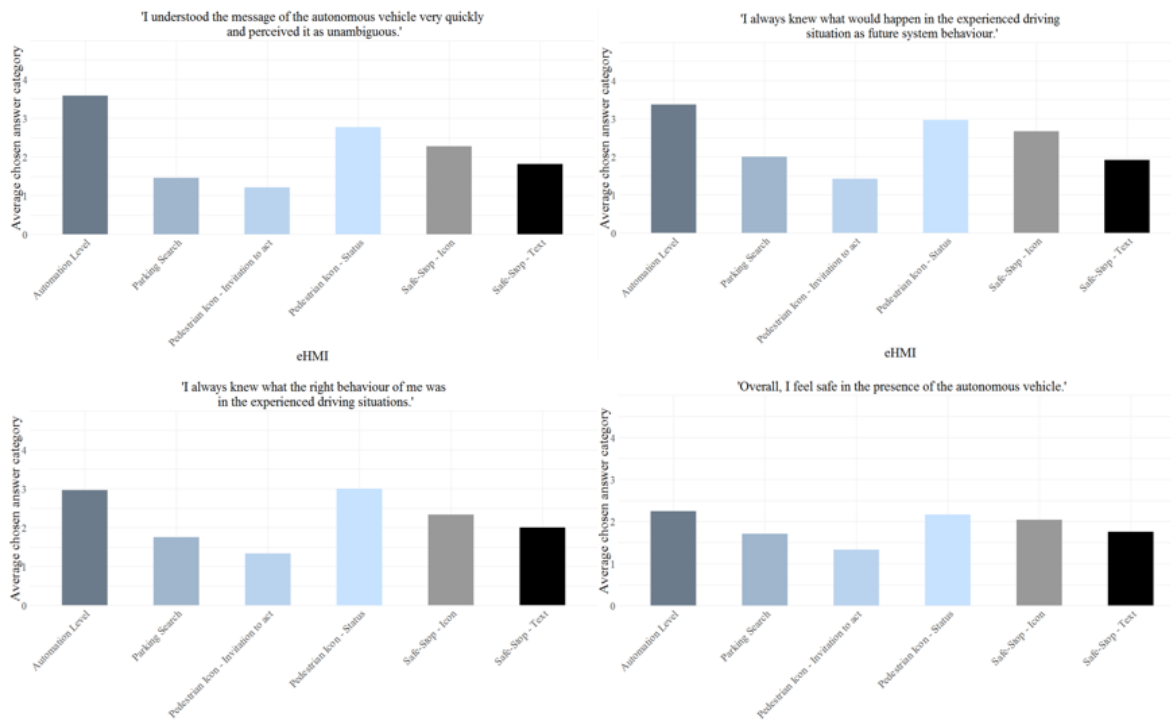 'I understood the message of the autonomous vehicle very quickly
and perceived it as unambiguous.'
Average chosen answer category
4
3
2
1
0
Automation Level
Parking Search
Pedestrian Icon - Invitation to act
Pedestrian Icon - Status
Safe-Stop - Icon
Safe-Stop - Text
eHMI
'I always knew what would happen in the experienced driving
situation as future system behaviour.'
Average chosen answer category
4
3
2
1
0
Automation Level
Parking Search
Pedestrian Icon - Invitation to act
Pedestrian Icon - Status
Safe-Stop - Icon
Safe-Stop - Text
eHMI
'I always knew what the right behaviour of me was
in the experienced driving situations.'
Average chosen answer category
4
3
2
1
0
Automation Level
Parking Search
Pedestrian Icon - Invitation to act
Pedestrian Icon - Status
Safe-Stop - Icon
Safe-Stop - Text
'Overall, I feel safe in the presence of the autonomous vehicle.'
Average chosen answer category
4
3
2
1
0
Automation Level
Parking Search
Pedestrian Icon - Invitation to act
Pedestrian Icon - Status
Safe-Stop - Icon
Safe-Stop - Text